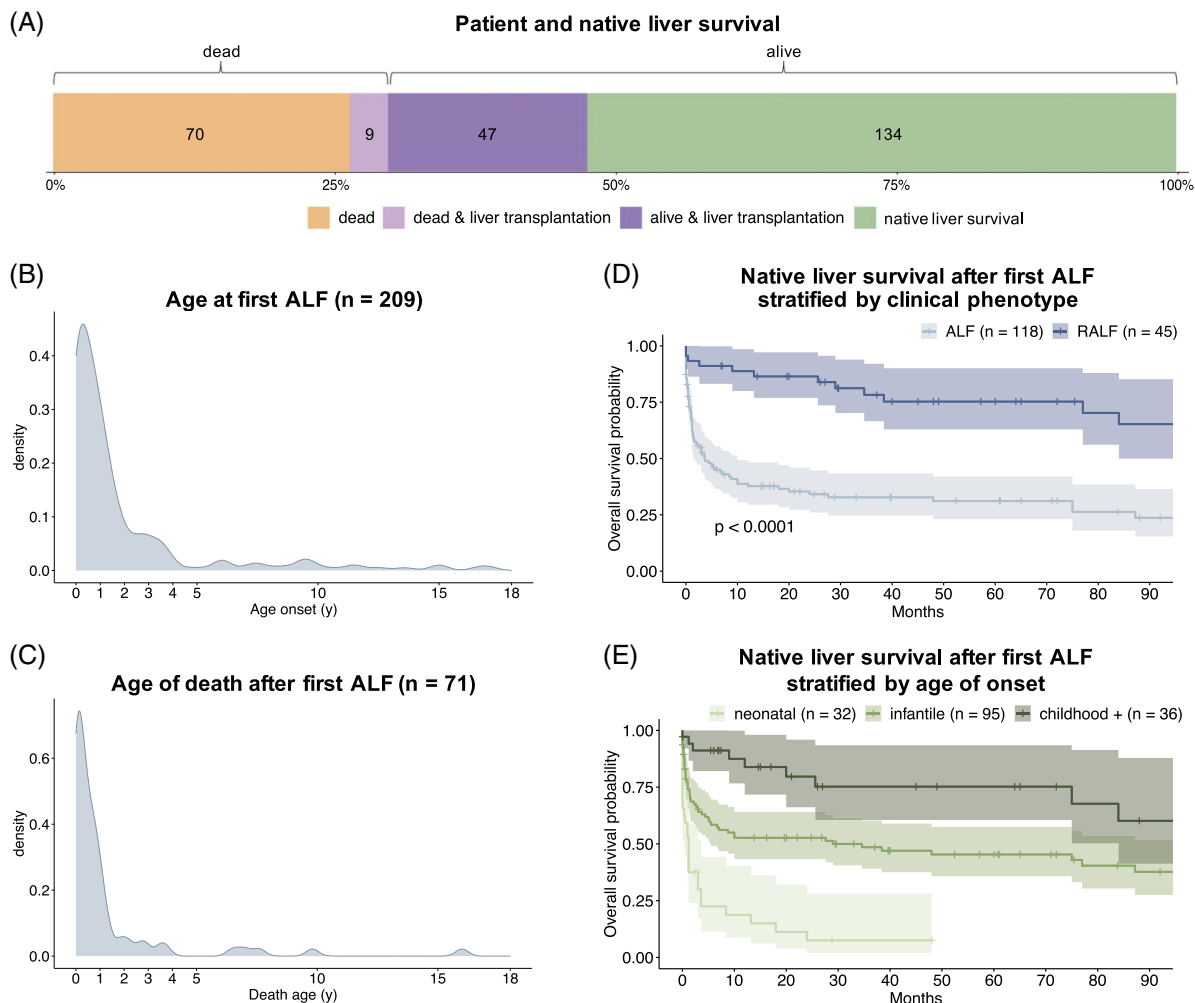 (A)
Patient and native liver survival
dead
alive
70
9
47
134
0%
25%
50%
75%
100%
dead
dead & liver transplantation
alive & liver transplantation
native liver survival
(B)
Age at first ALF (n = 209)
density
0.4
0.3
0.2
0.1
0.0
0 1 2 3 4 5 10 15 18
Age onset (y)
(C)
Age of death after first ALF (n = 71)
density
0.6
0.4
0.2
0.0
0 1 2 3 4 5 10 15 18
Death age (y)
(D)
Native liver survival after first ALF
stratified by clinical phenotype
ALF (n = 118)
RALF (n = 45)
Overall survival probability
1.00
0.75
0.50
0.25
0.00
p < 0.0001
0 10 20 30 40 50 60 70 80 90
Months
(E)
Native liver survival after first ALF
stratified by age of onset
neonatal (n = 32)
infantile (n = 95)
childhood + (n = 36)
Overall survival probability
1.00
0.75
0.50
0.25
0.00
0 10 20 30 40 50 60 70 80 90
Months